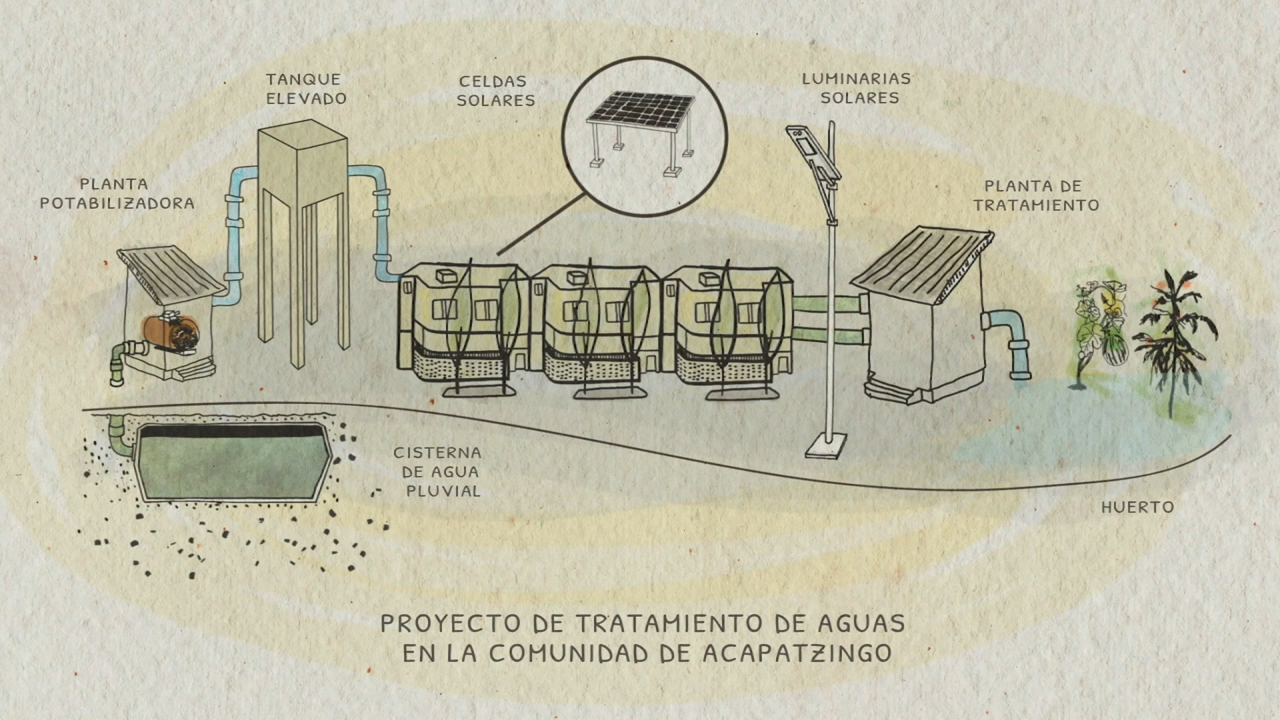 TANQUE
ELEVADO
CELDAS
SOLARES
LUMINARIAS
SOLARES
PLANTA
POTABILIZADORA
PLANTA DE
TRATAMIENTO
CISTERNA
DE AGUA
PLUVIAL
HUERTO
PROYECTO DE TRATAMIENTO DE AGUAS
EN LA COMUNIDAD DE ACAPATZINGO